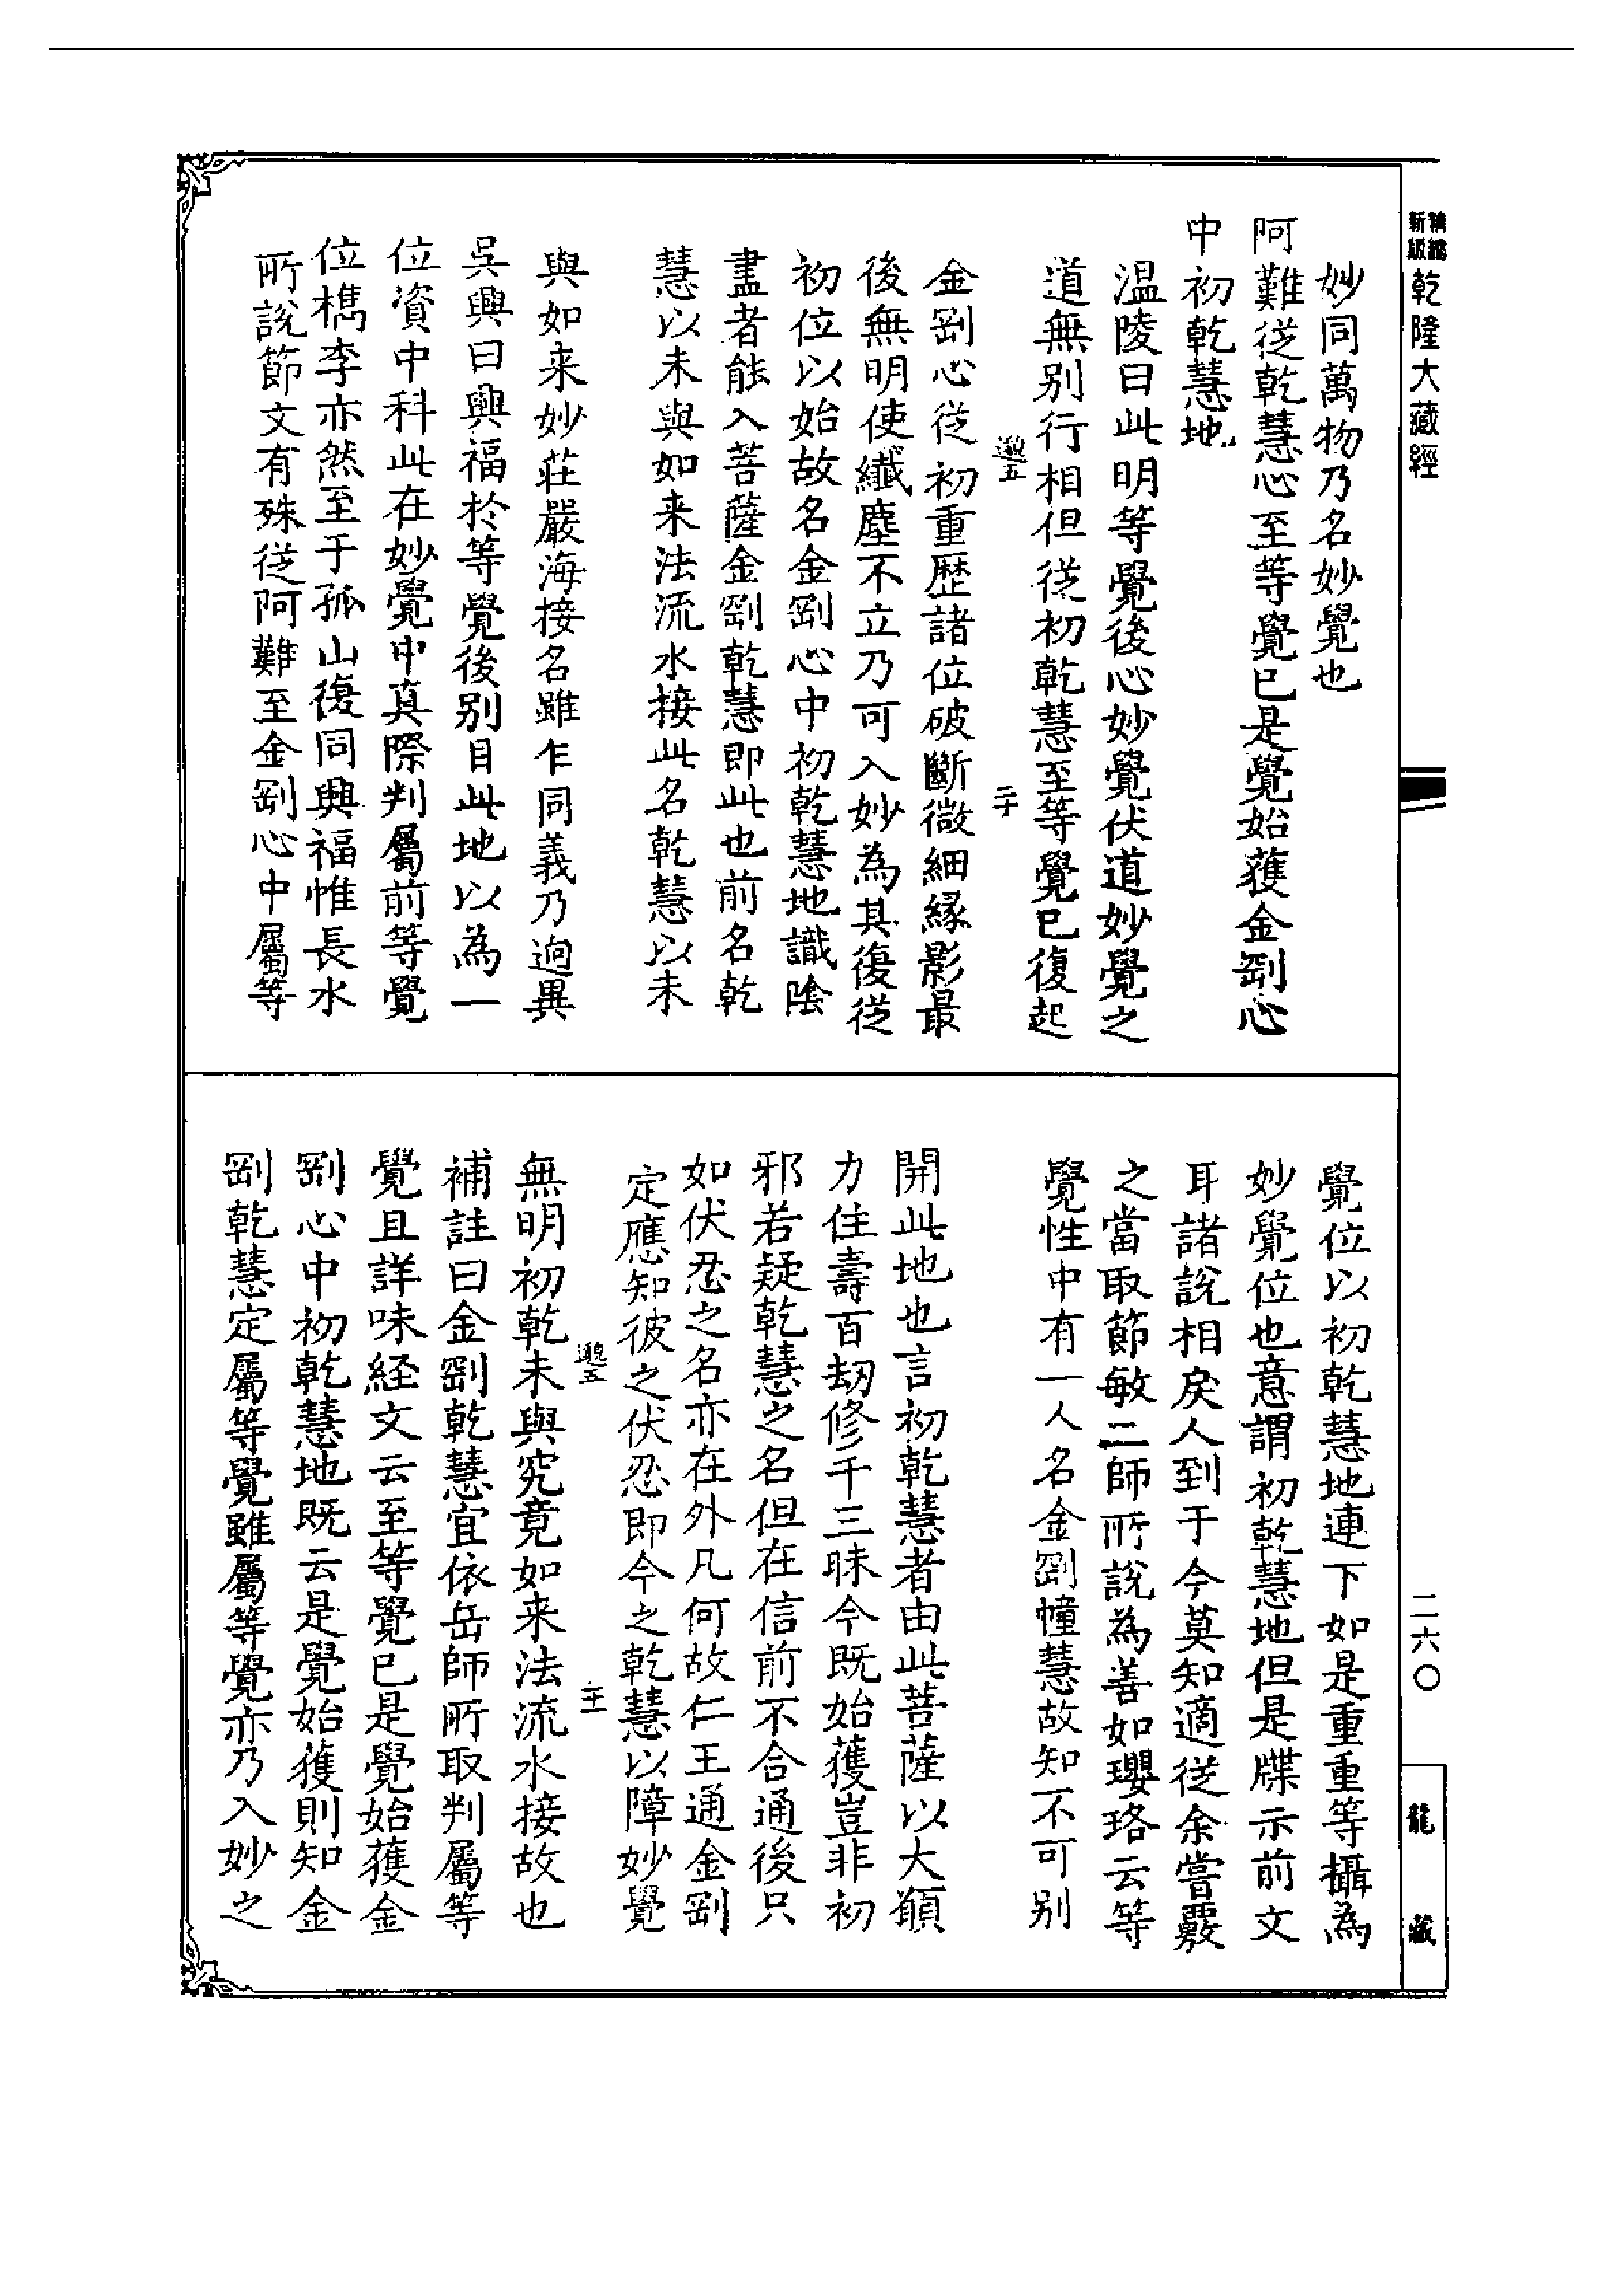 精編新版
乾隆大藏經
妙同萬物乃名妙覺也
阿難從乾慧心至等覺已是覺始獲金剛心
中初乾慧地
温陵曰此明等覺後心妙覺伏道妙覺之
道無別行相但從初乾慧至等覺已復起
邈五
二十
金剛心從初重歷諸位破斷微細緣影最
後無明使纖塵不立乃可入妙為其復從
初位以始故名金剛心中初乾慧地識陰
盡者能入菩薩金剛乾慧即此也前名乾
慧以未與如来法流水接此名乾慧以未
與如来妙莊嚴海接名雖乍同義乃逈異
吳興曰興福於等覺後別目此地以為一
位資中科此在妙覺中真際判屬前等覺
位檇李亦然至于孤山復同興福惟長水
所說節文有殊從阿難至金剛心中屬等
覺位以初乾慧地連下如是重重等攝為
妙覺位也意謂初乾慧地但是牒示前文
耳諸說相戾人到于今莫知適從余嘗覈
之當取節敏二師所說為善如瓔珞云等
覺性中有一人名金剛幢慧故知不可別
開此地也言初乾慧者由此菩薩以大願
力住壽百劫修千三昧今既始獲豈非初
邪若疑乾慧之名但在信前不合通後只
如伏忍之名亦在外凡何故仁王通金剛
定應知彼之伏忍即今之乾慧以障妙覺
邈五
二十一
無明初乾未與究竟如来法流水接故也
補註曰金剛乾慧宜依岳師所取判屬等
覺且詳味経文云至等覺已是覺始獲金
剛心中初乾慧地既云是覺始獲則知金
剛乾慧定屬等覺雖屬等覺亦乃入妙之
二六〇
龍藏